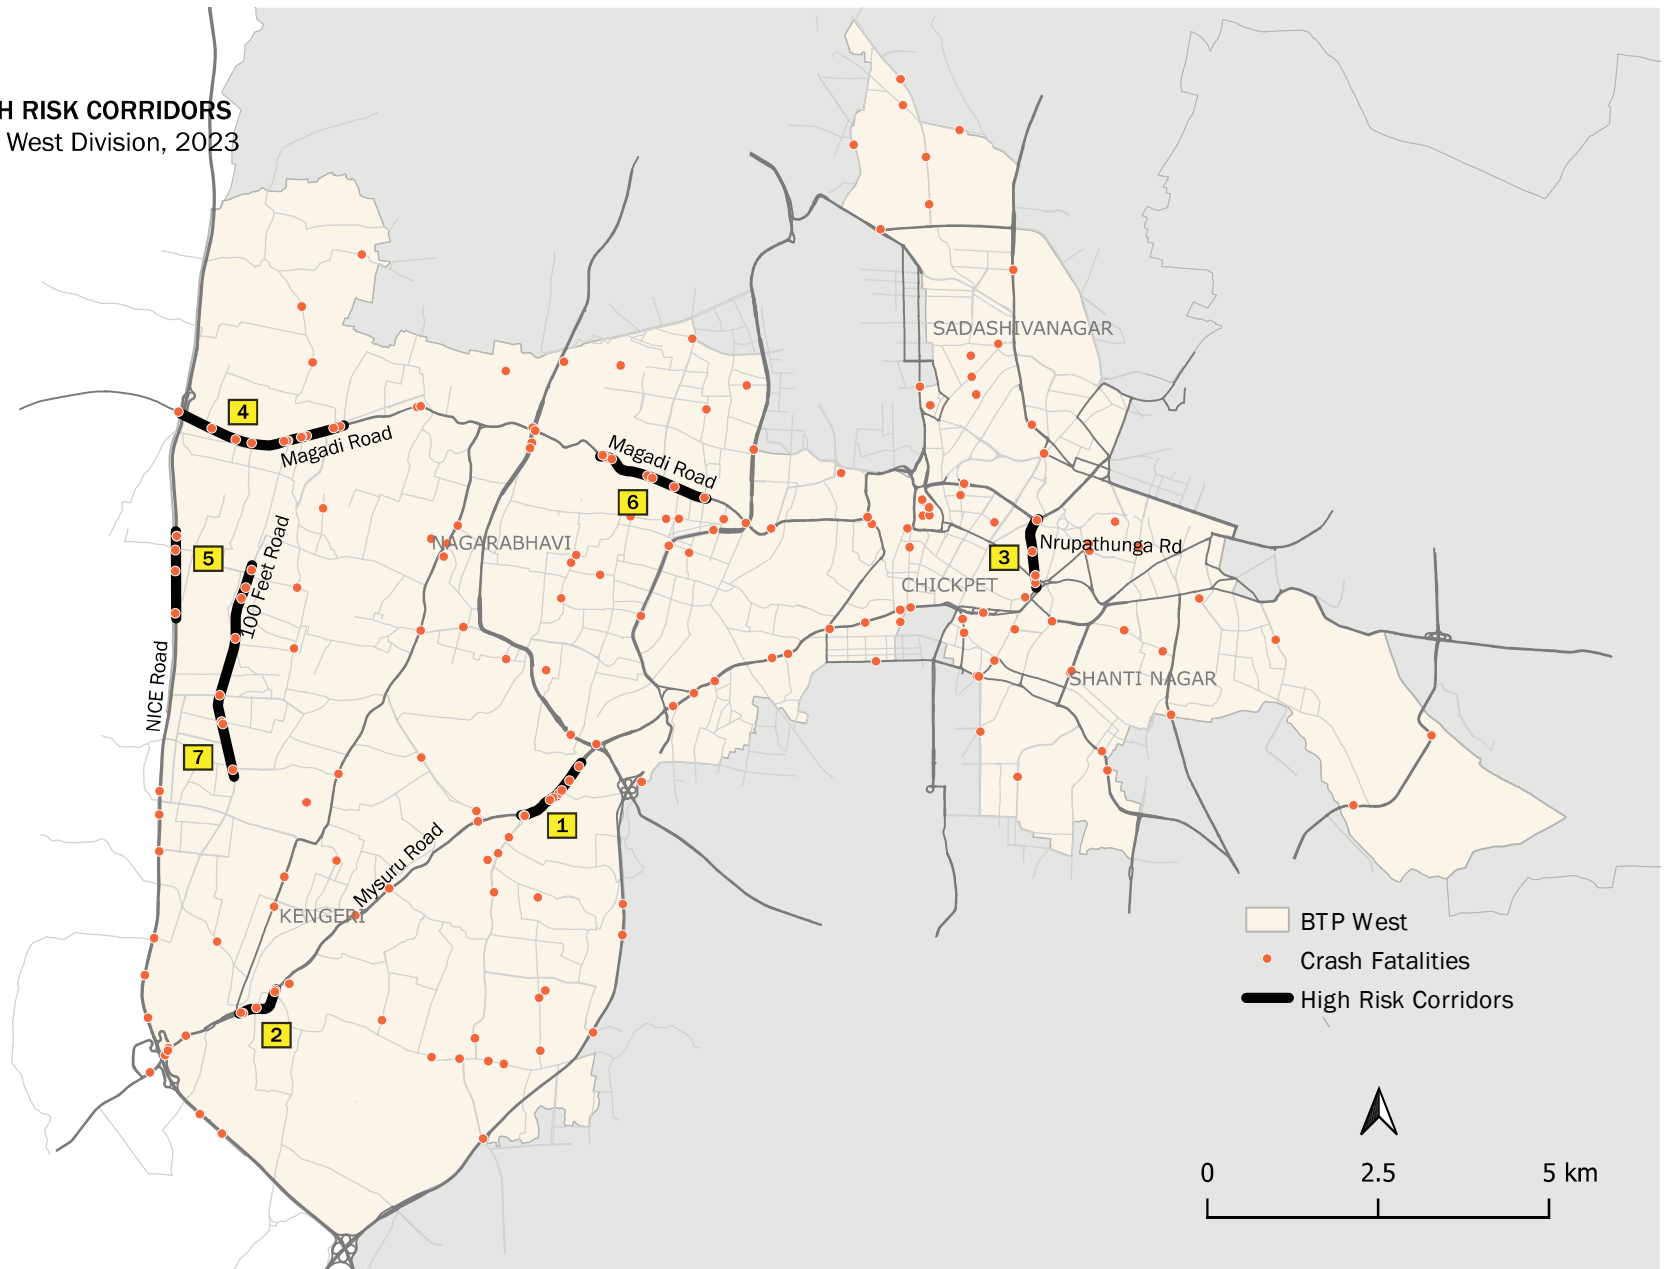 H RISK CORRIDORS
West Division, 2023
SADASHIVANAGAR
4
Magadi Road
Magadi Road
6
5
100 Feet Road
NAGARABHAVI
3
Nrupathunga Rd
CHICKPET
NICE Road
SHANTI NAGAR
7
1
Mysuru Road
KENGERI
2
BTP West
Crash Fatalities
High Risk Corridors
0 2.5 5 km